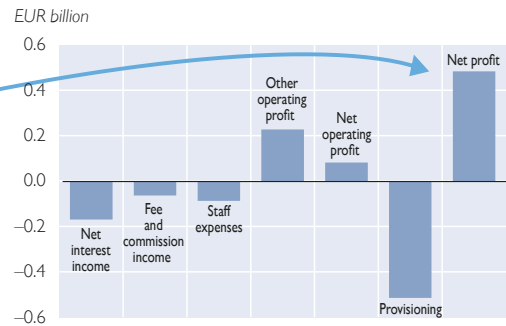 EUR billion
0.6
0.4
0.2
0.0
–0.2
–0.4
–0.6
Net
interest
income
Fee
and
commission
income
Staff
expenses
Other
operating
profit
Net
operating
profit
Provisioning
Net profit